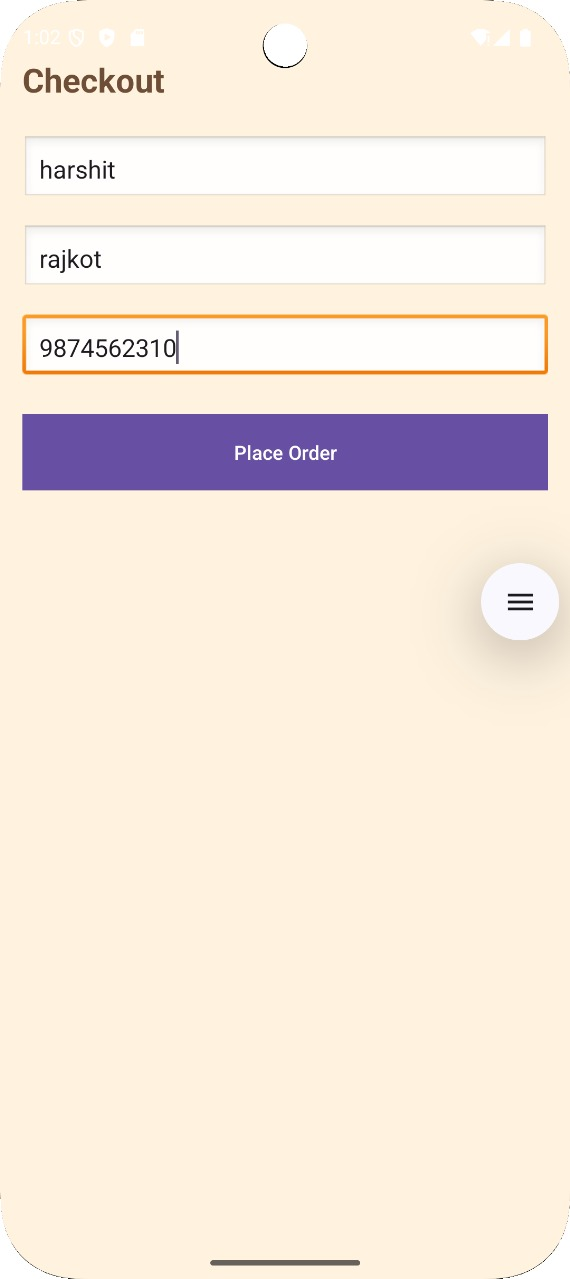 1:02
Checkout
harshit
rajkot
9874562310
Place Order